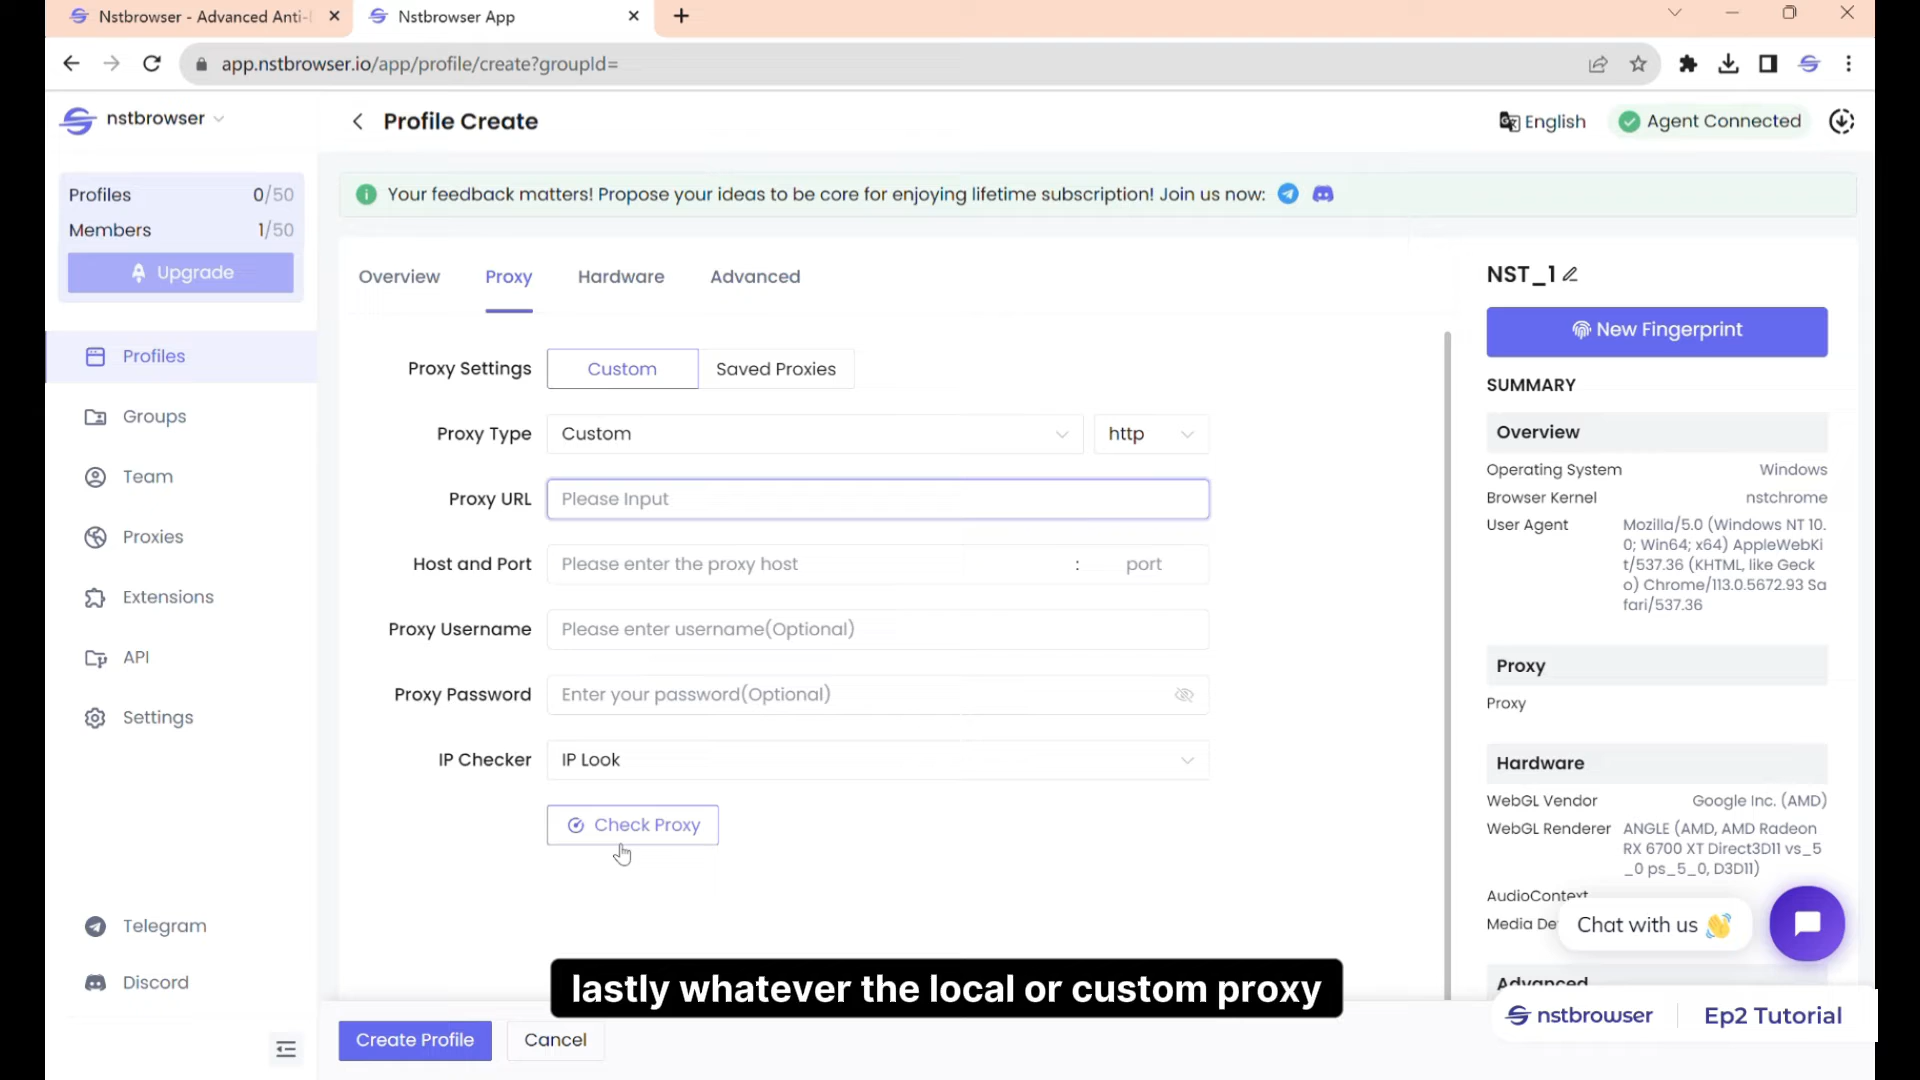 Nstbrowser - Advanced Anti-
Nstbrowser App
app.nstbrowser.io/app/profile/create?groupId=
nstbrowser
Profile Create
English
Agent Connected
Profiles 0/50
Members 1/50
Upgrade
Your feedback matters! Propose your ideas to be core for enjoying lifetime subscription! Join us now:
Profiles
Groups
Team
Proxies
Extensions
API
Settings
Telegram
Discord
Overview
Proxy
Hardware
Advanced
Proxy Settings Custom Saved Proxies
Proxy Type Custom http
Proxy URL Please Input
Host and Port Please enter the proxy host : port
Proxy Username Please enter username(Optional)
Proxy Password Enter your password(Optional)
IP Checker IP Look
Check Proxy
NST_1
New Fingerprint
SUMMARY
Overview
Operating System Windows
Browser Kernel nstchrome
User Agent Mozilla/5.0 (Windows NT 10.
0; Win64; x64) AppleWebKi
t/537.36 (KHTML, like Geck
o) Chrome/113.0.5672.93 Sa
fari/537.36
Proxy
Proxy
Hardware
WebGL Vendor Google Inc. (AMD)
WebGL Renderer ANGLE (AMD, AMD Radeon
RX 6700 XT Direct3D11 vs_5
_0 ps_5_0, D3D11)
AudioContext
Media De
Chat with us 👋
Advanced
lastly whatever the local or custom proxy
Create Profile
Cancel
nstbrowser
Ep2 Tutorial